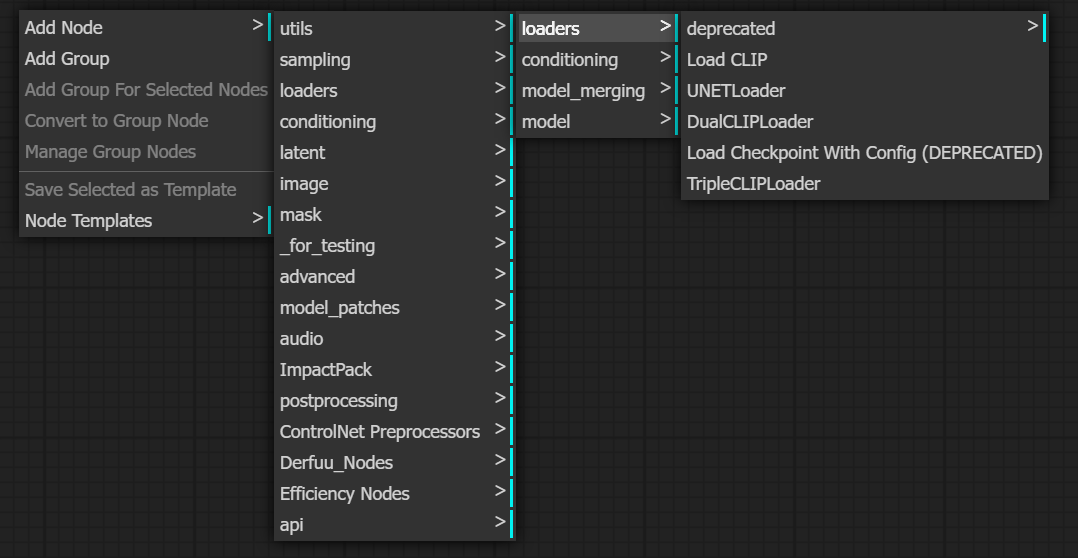 Add Node >
Add Group
Add Group For Selected Nodes
Convert to Group Node
Manage Group Nodes
Save Selected as Template
Node Templates >
utils >
sampling >
loaders >
conditioning >
latent >
image >
mask >
_for_testing >
advanced >
model_patches >
audio >
ImpactPack >
postprocessing >
ControlNet Preprocessors >
Derfuu_Nodes >
Efficiency Nodes >
api >
loaders >
conditioning >
model_merging >
model >
deprecated >
Load CLIP
UNETLoader
DualCLIPLoader
Load Checkpoint With Config (DEPRECATED)
TripleCLIPLoader